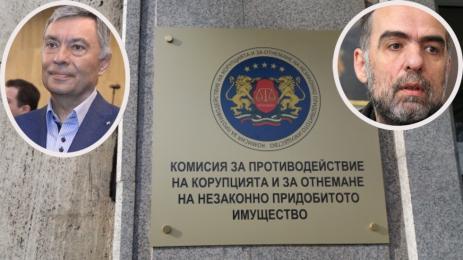 КОМИСИЯ ЗА ПРОТИВОДЕЙСТВИЕ
НА КОРУПЦИЯТА И ЗА ОТНЕМАНЕ
НА НЕЗАКОННО ПРИДОБИТОТО
ИМУЩЕСТВО